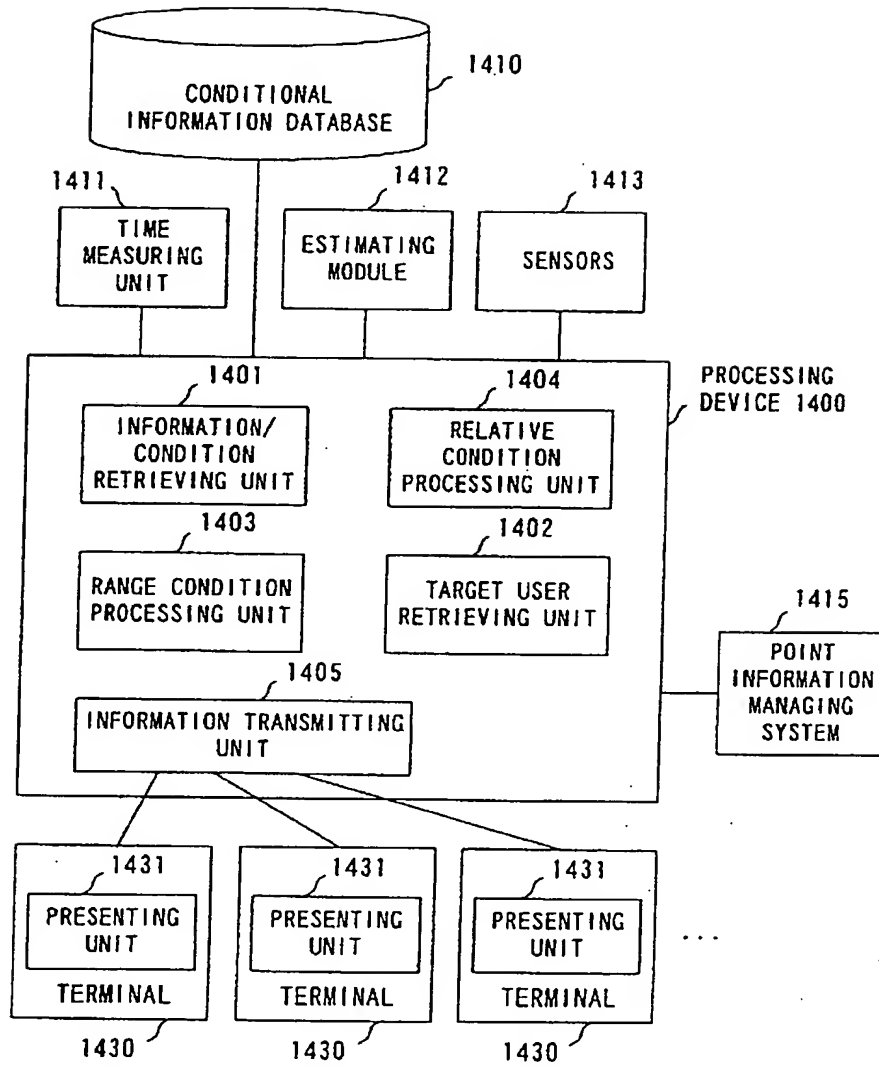 1410
CONDITIONAL
INFORMATION DATABASE
1411
1412
1413
TIME
MEASURING
UNIT
ESTIMATING
MODULE
SENSORS
PROCESSING
DEVICE 1400
1401
1404
INFORMATION/
CONDITION
RETRIEVING UNIT
RELATIVE
CONDITION
PROCESSING UNIT
1403
1402
RANGE CONDITION
PROCESSING UNIT
TARGET USER
RETRIEVING UNIT
1415
POINT
INFORMATION
MANAGING
SYSTEM
1405
INFORMATION TRANSMITTING
UNIT
1431
1431
1431
PRESENTING
UNIT
PRESENTING
UNIT
PRESENTING
UNIT
...
TERMINAL
TERMINAL
TERMINAL
1430
1430
1430